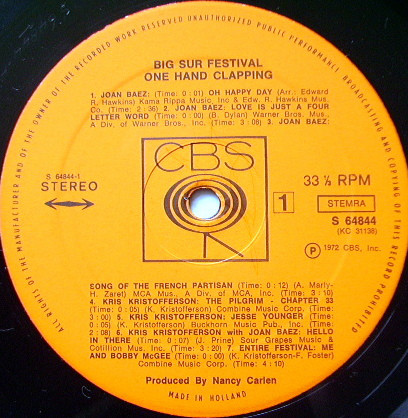 ALL RIGHTS OF THE MANUFACTURER AND OF THE OWNER OF THE RECORDED WORK RESERVED UNAUTHORISED PUBLIC PERFORMANCE BROADCASTING AND COPYING OF THIS RECORD PROHIBITED
BIG SUR FESTIVAL
ONE HAND CLAPPING
1. JOAN BAEZ: (Time: 0:01) OH HAPPY DAY (Arr.: Edward
R. Hawkins) Kama Rippa Music, Inc & Edw. R. Hawkins Mus.
Co. (Time: 2:36) 2. JOAN BAEZ: LOVE IS JUST A FOUR
LETTER WORD (Time: 0:00) (B. Dylan) Warner Bros. Mus.,
A Div. of Warner Bros., Inc. (Time: 3:08) 3. JOAN BAEZ:
CBS
S 64844-1
STEREO
33 ⅓ RPM
1
STEMRA
S 64844
(KC 31138)
℗ 1972 CBS, Inc.
SONG OF THE FRENCH PARTISAN (Time: 0:12) (A. Marly-
H. Zaret) MCA Mus., A Div. of MCA, Inc. (Time: 3:10)
4. KRIS KRISTOFFERSON: THE PILGRIM - CHAPTER 33
(Time: 0:05) (K. Kristofferson) Combine Music Corp. (Time:
3:00) 5. KRIS KRISTOFFERSON: JESSE YOUNGER (Time:
0:05) (K. Kristofferson) Buckhorn Music Pub., Inc. (Time:
2:08) 6. KRIS KRISTOFFERSON with JOAN BAEZ: HELLO
IN THERE (Time: 0:07) (J. Prine) Sour Grapes Music &
Cotillion Mus. Inc. (Time: 3:20) 7. ENTIRE FESTIVAL: ME
AND BOBBY McGEE (Time: 0:00) (K. Kristofferson-F. Foster)
Combine Music Corp. (Time: 4:10)
Produced By Nancy Carlen
MADE IN HOLLAND